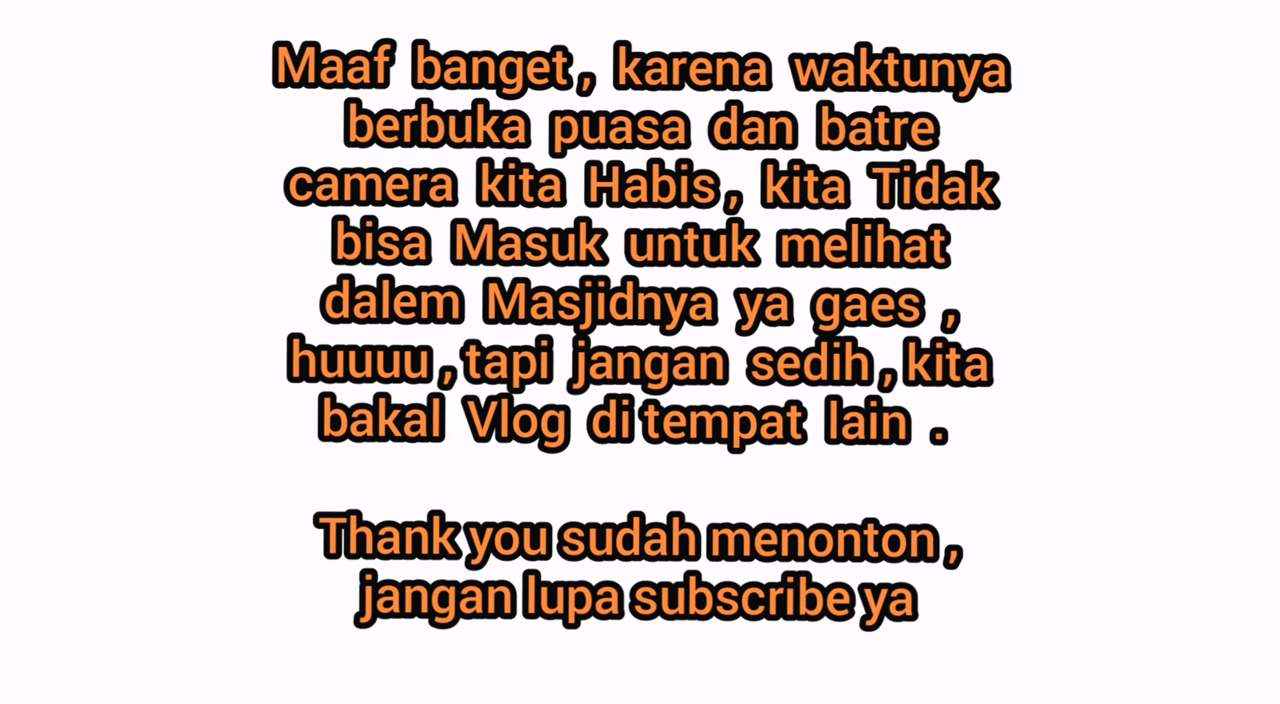 Maaf banget, karena waktunya
berbuka puasa dan batre
camera kita Habis, kita Tidak
bisa Masuk untuk melihat
dalem Masjidnya ya gaes ,
huuuu, tapi jangan sedih, kita
bakal Vlog di tempat lain .
Thank you sudah menonton,
jangan lupa subscribe ya